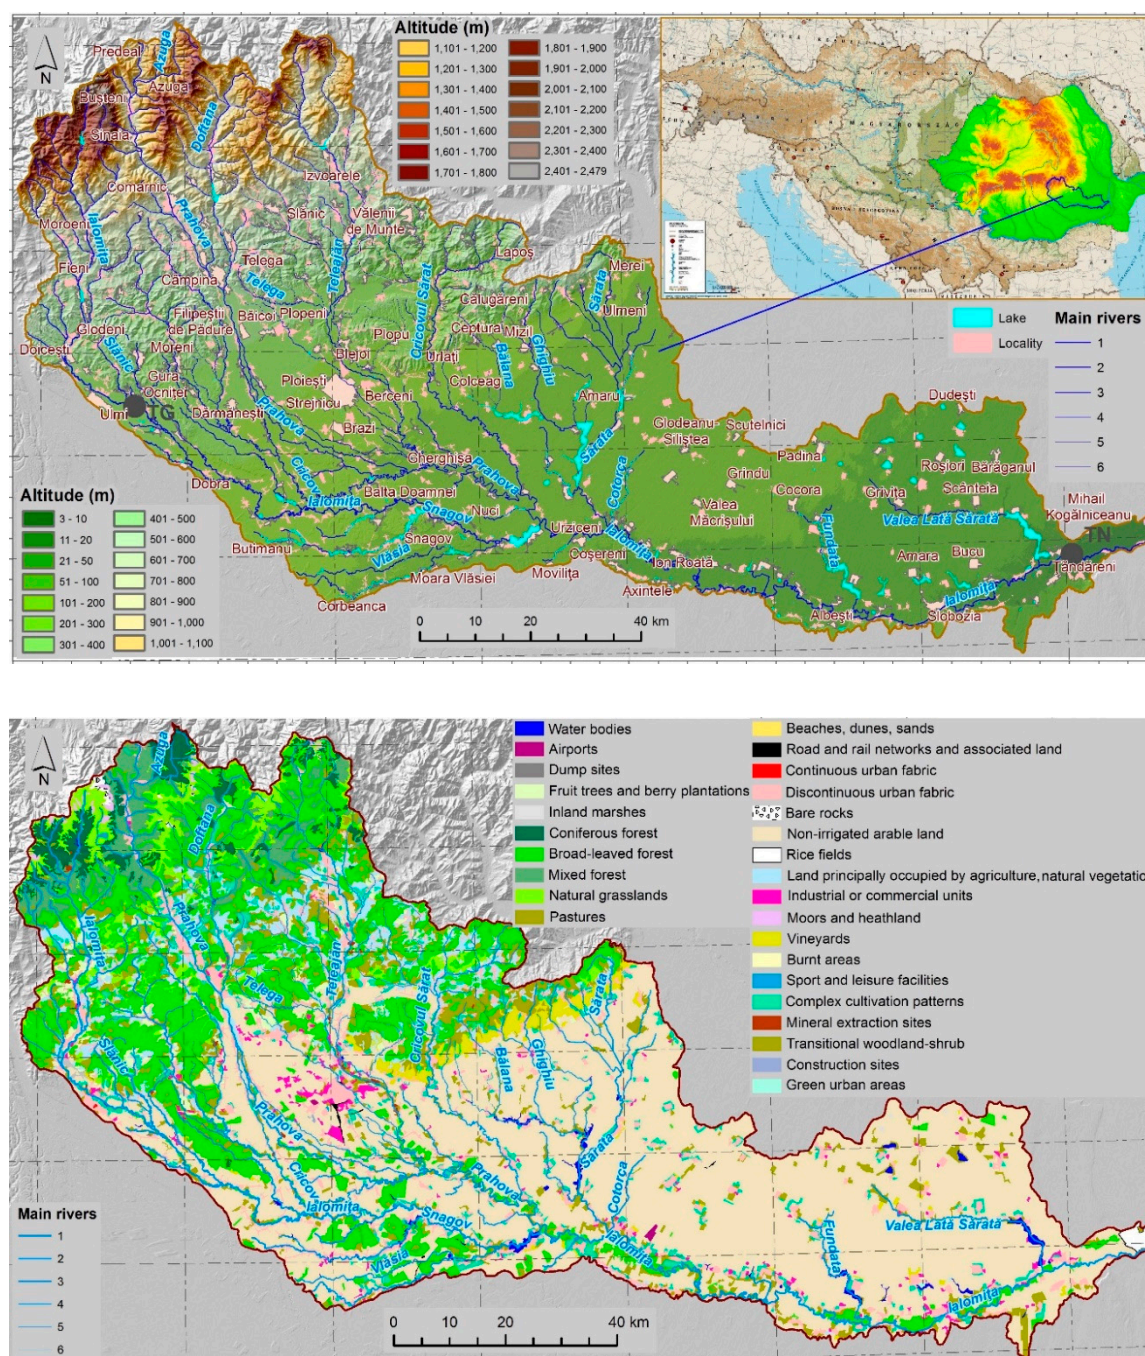 Altitude (m)
1,101 - 1,200
1,201 - 1,300
1,301 - 1,400
1,401 - 1,500
1,501 - 1,600
1,601 - 1,700
1,701 - 1,800
1,801 - 1,900
1,901 - 2,000
2,001 - 2,100
2,101 - 2,200
2,201 - 2,300
2,301 - 2,400
2,401 - 2,479
N
Predeal
Azuga
Azuga
Bușteni
Sinaia
Doftana
Comarnic
Izvoarele
Moroeni
Ialomița
Prahova
Slănic
Vălenii
de Munte
Fieni
Telega
Teleajăn
Lapoș
Câmpina
Telega
Cricovul Sărat
Merei
Sărata
Calugăreni
Ulmeni
Filipeștii
de Pădure
Băicoi
Plopeni
Glodeni
Moreni
Plopu
Ceptura
Mizil
Doicești
Slănic
Blejoi
Urlați
Bălana
Ghighiu
Gura
Ocniței
Ploiești
Colceag
Strejnicu
Berceni
Amaru
Ulmi
TG
Dărmănești
Prahova
Brazi
Glodeanu-
Siliștea
Scutelnici
Dudești
Sărata
Padina
Gherghița
Prahova
Cotorca
Grindu
Roșiori
Bărăganul
Dobra
Cricov
Balta Doamnei
Cocora
Grivița
Scânteia
Ialomița
Nuci
Valea
Măcrișului
Mihail
Kogălniceanu
Snagov
Urziceni
Fundata
Valea Lată Sărată
TN
Butimanu
Snagov
Vlăsia
Ialomița
Coșereni
Amara
Bucu
Țăndărei
Moara Vlăsiei
Movilița
Ion Roată
Ialomița
Corbeanca
Axintele
Albești
Slobozia
0 10 20 40 km
Lake
Locality
Main rivers
1
2
3
4
5
6
Altitude (m)
3 - 10
11 - 20
21 - 50
51 - 100
101 - 200
201 - 300
301 - 400
401 - 500
501 - 600
601 - 700
701 - 800
801 - 900
901 - 1,000
1,001 - 1,100
Water bodies
Airports
Dump sites
Fruit trees and berry plantations
Inland marshes
Coniferous forest
Broad-leaved forest
Mixed forest
Natural grasslands
Pastures
Beaches, dunes, sands
Road and rail networks and associated land
Continuous urban fabric
Discontinuous urban fabric
Bare rocks
Non-irrigated arable land
Rice fields
Land principally occupied by agriculture, natural vegetatio
Industrial or commercial units
Moors and heathland
Vineyards
Burnt areas
Sport and leisure facilities
Complex cultivation patterns
Mineral extraction sites
Transitional woodland-shrub
Construction sites
Green urban areas
N
Azuga
Doftana
Prahova
Ialomița
Teleajăn
Telega
Cricovul Sărat
Sărata
Slănic
Bălana
Ghighiu
Prahova
Sărata
Prahova
Cotorca
Cricov
Ialomița
Snagov
Ialomița
Fundata
Valea Lată Sărată
Vlăsia
Ialomița
Main rivers
1
2
3
4
5
6
0 10 20 40 km